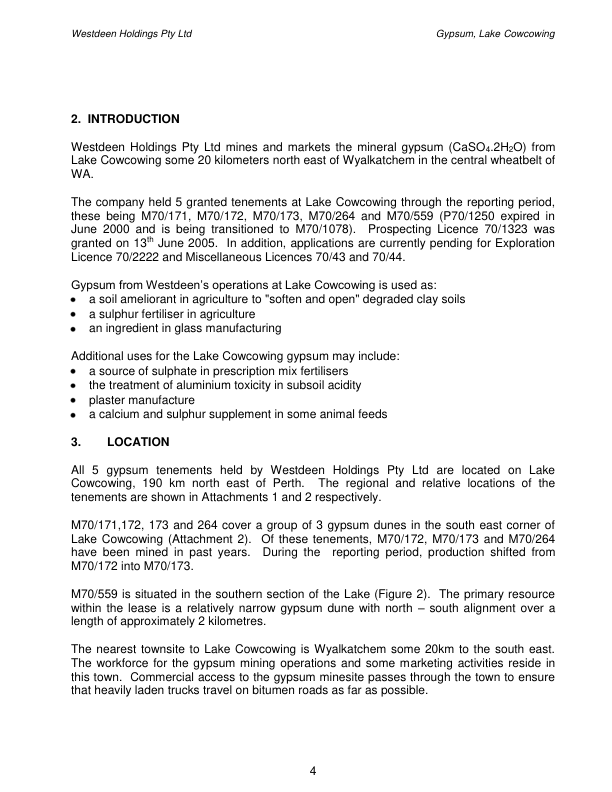 Westdeen Holdings Pty Ltd Gypsum, Lake Cowcowing
2. INTRODUCTION
Westdeen Holdings Pty Ltd mines and markets the mineral gypsum (CaSO₄.2H₂O) from
Lake Cowcowing some 20 kilometers north east of Wyalkatchem in the central wheatbelt of
WA.
The company held 5 granted tenements at Lake Cowcowing through the reporting period,
these being M70/171, M70/172, M70/173, M70/264 and M70/559 (P70/1250 expired in
June 2000 and is being transitioned to M70/1078). Prospecting Licence 70/1323 was
granted on 13th June 2005. In addition, applications are currently pending for Exploration
Licence 70/2222 and Miscellaneous Licences 70/43 and 70/44.
Gypsum from Westdeen's operations at Lake Cowcowing is used as:
• a soil ameliorant in agriculture to "soften and open" degraded clay soils
• a sulphur fertiliser in agriculture
• an ingredient in glass manufacturing
Additional uses for the Lake Cowcowing gypsum may include:
• a source of sulphate in prescription mix fertilisers
• the treatment of aluminium toxicity in subsoil acidity
• plaster manufacture
• a calcium and sulphur supplement in some animal feeds
3. LOCATION
All 5 gypsum tenements held by Westdeen Holdings Pty Ltd are located on Lake
Cowcowing, 190 km north east of Perth. The regional and relative locations of the
tenements are shown in Attachments 1 and 2 respectively.
M70/171,172, 173 and 264 cover a group of 3 gypsum dunes in the south east corner of
Lake Cowcowing (Attachment 2). Of these tenements, M70/172, M70/173 and M70/264
have been mined in past years. During the reporting period, production shifted from
M70/172 into M70/173.
M70/559 is situated in the southern section of the Lake (Figure 2). The primary resource
within the lease is a relatively narrow gypsum dune with north – south alignment over a
length of approximately 2 kilometres.
The nearest townsite to Lake Cowcowing is Wyalkatchem some 20km to the south east.
The workforce for the gypsum mining operations and some marketing activities reside in
this town. Commercial access to the gypsum minesite passes through the town to ensure
that heavily laden trucks travel on bitumen roads as far as possible.
4